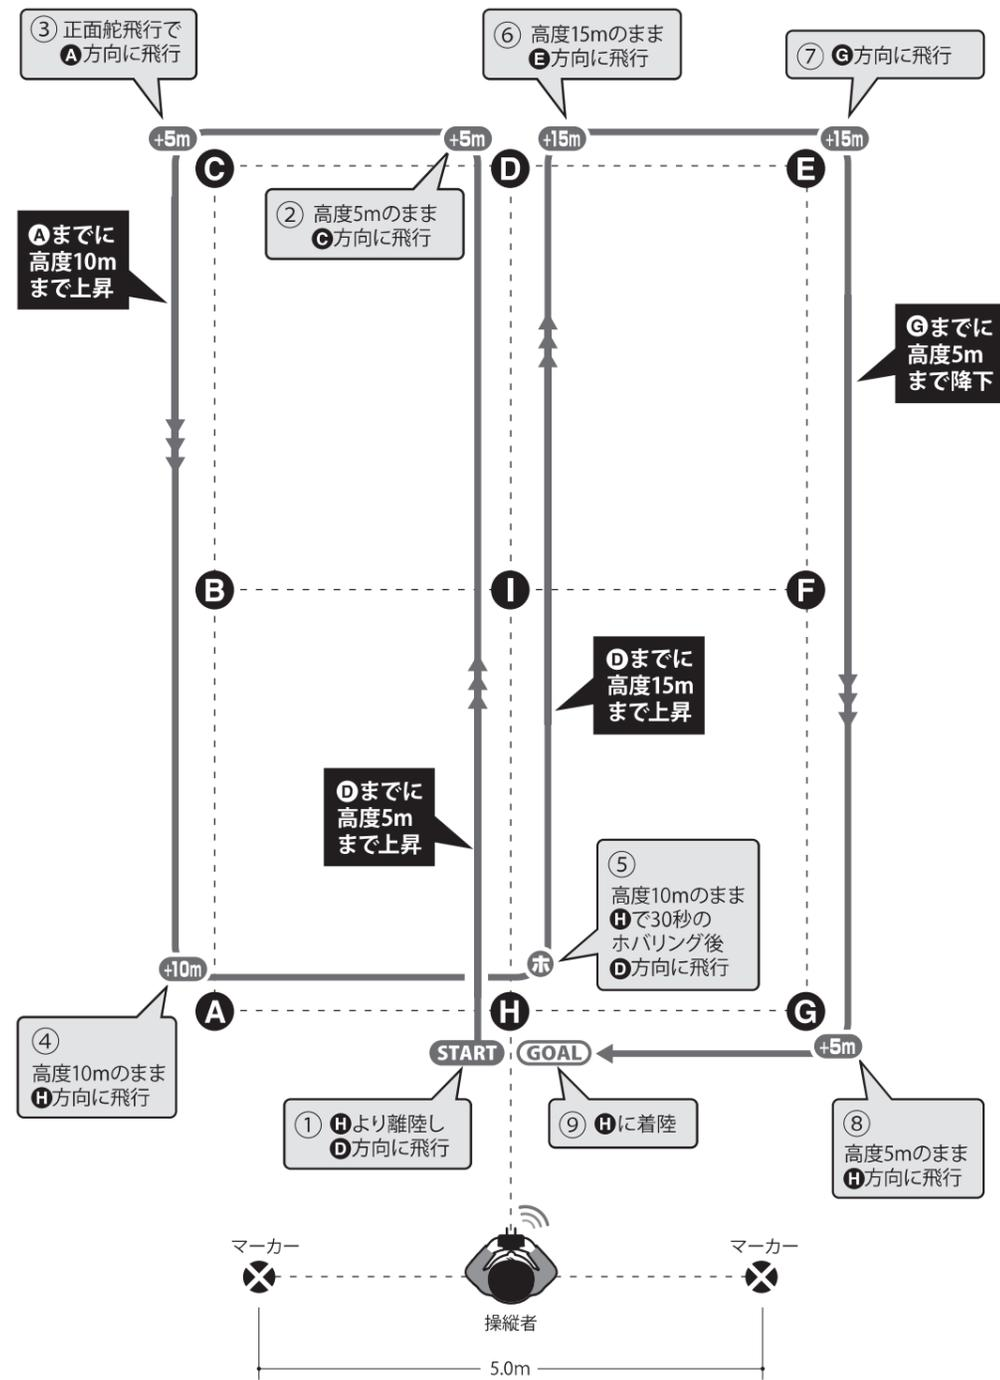 ③ 正面舵飛行で
Ⓐ方向に飛行
⑥ 高度15mのまま
Ⓔ方向に飛行
⑦ Ⓖ方向に飛行
+5m
+5m
+15m
+15m
C
D
E
② 高度5mのまま
Ⓒ方向に飛行
Ⓐまでに
高度10m
まで上昇
Ⓖまでに
高度5m
まで降下
B
I
F
Ⓓまでに
高度15m
まで上昇
Ⓓまでに
高度5m
まで上昇
⑤
高度10mのまま
Ⓗで30秒の
ホバリング後
Ⓓ方向に飛行
+10m
ホ
A
H
G
④
高度10mのまま
Ⓗ方向に飛行
START
GOAL
+5m
① Ⓗより離陸し
Ⓓ方向に飛行
⑨ Ⓗに着陸
⑧
高度5mのまま
Ⓗ方向に飛行
マーカー
マーカー
操縦者
5.0m